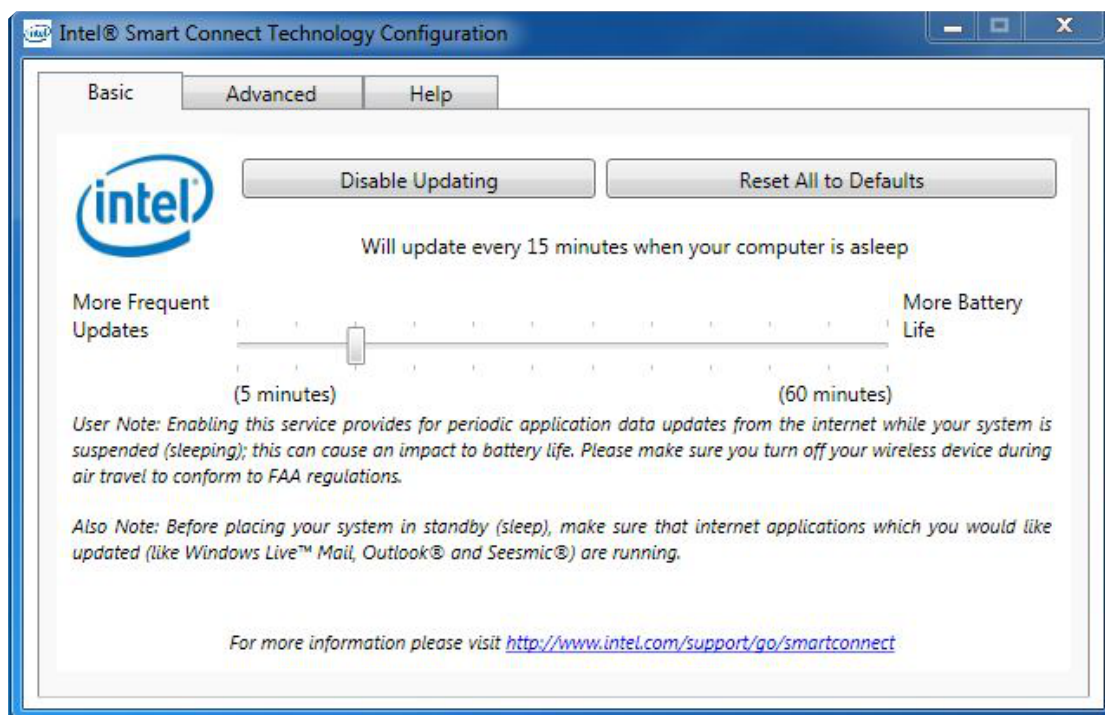 Intel® Smart Connect Technology Configuration
Basic
Advanced
Help
intel
Disable Updating
Reset All to Defaults
Will update every 15 minutes when your computer is asleep
More Frequent
Updates
More Battery
Life
(5 minutes)
(60 minutes)
User Note: Enabling this service provides for periodic application data updates from the internet while your system is
suspended (sleeping); this can cause an impact to battery life. Please make sure you turn off your wireless device during
air travel to conform to FAA regulations.
Also Note: Before placing your system in standby (sleep), make sure that internet applications which you would like
updated (like Windows Live™ Mail, Outlook® and Seesmic®) are running.
For more information please visit http://www.intel.com/support/go/smartconnect